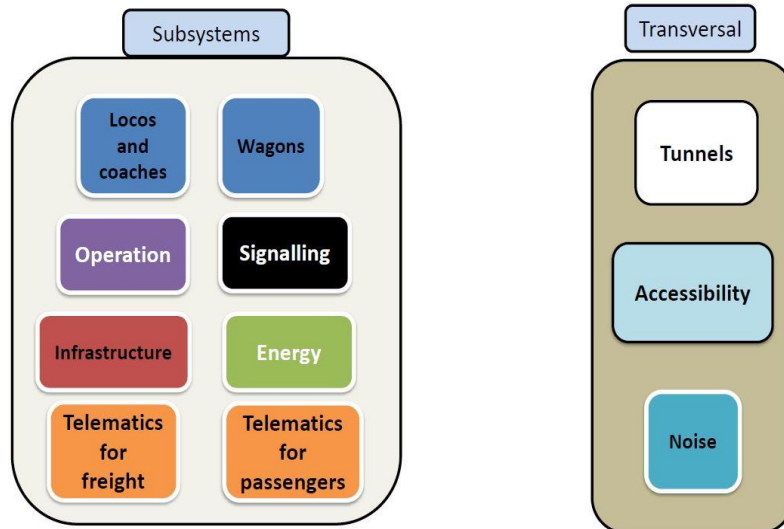 Subsystems
Transversal
Locos
and
coaches
Wagons
Tunnels
Operation
Signalling
Accessibility
Infrastructure
Energy
Telematics
for
freight
Telematics
for
passengers
Noise